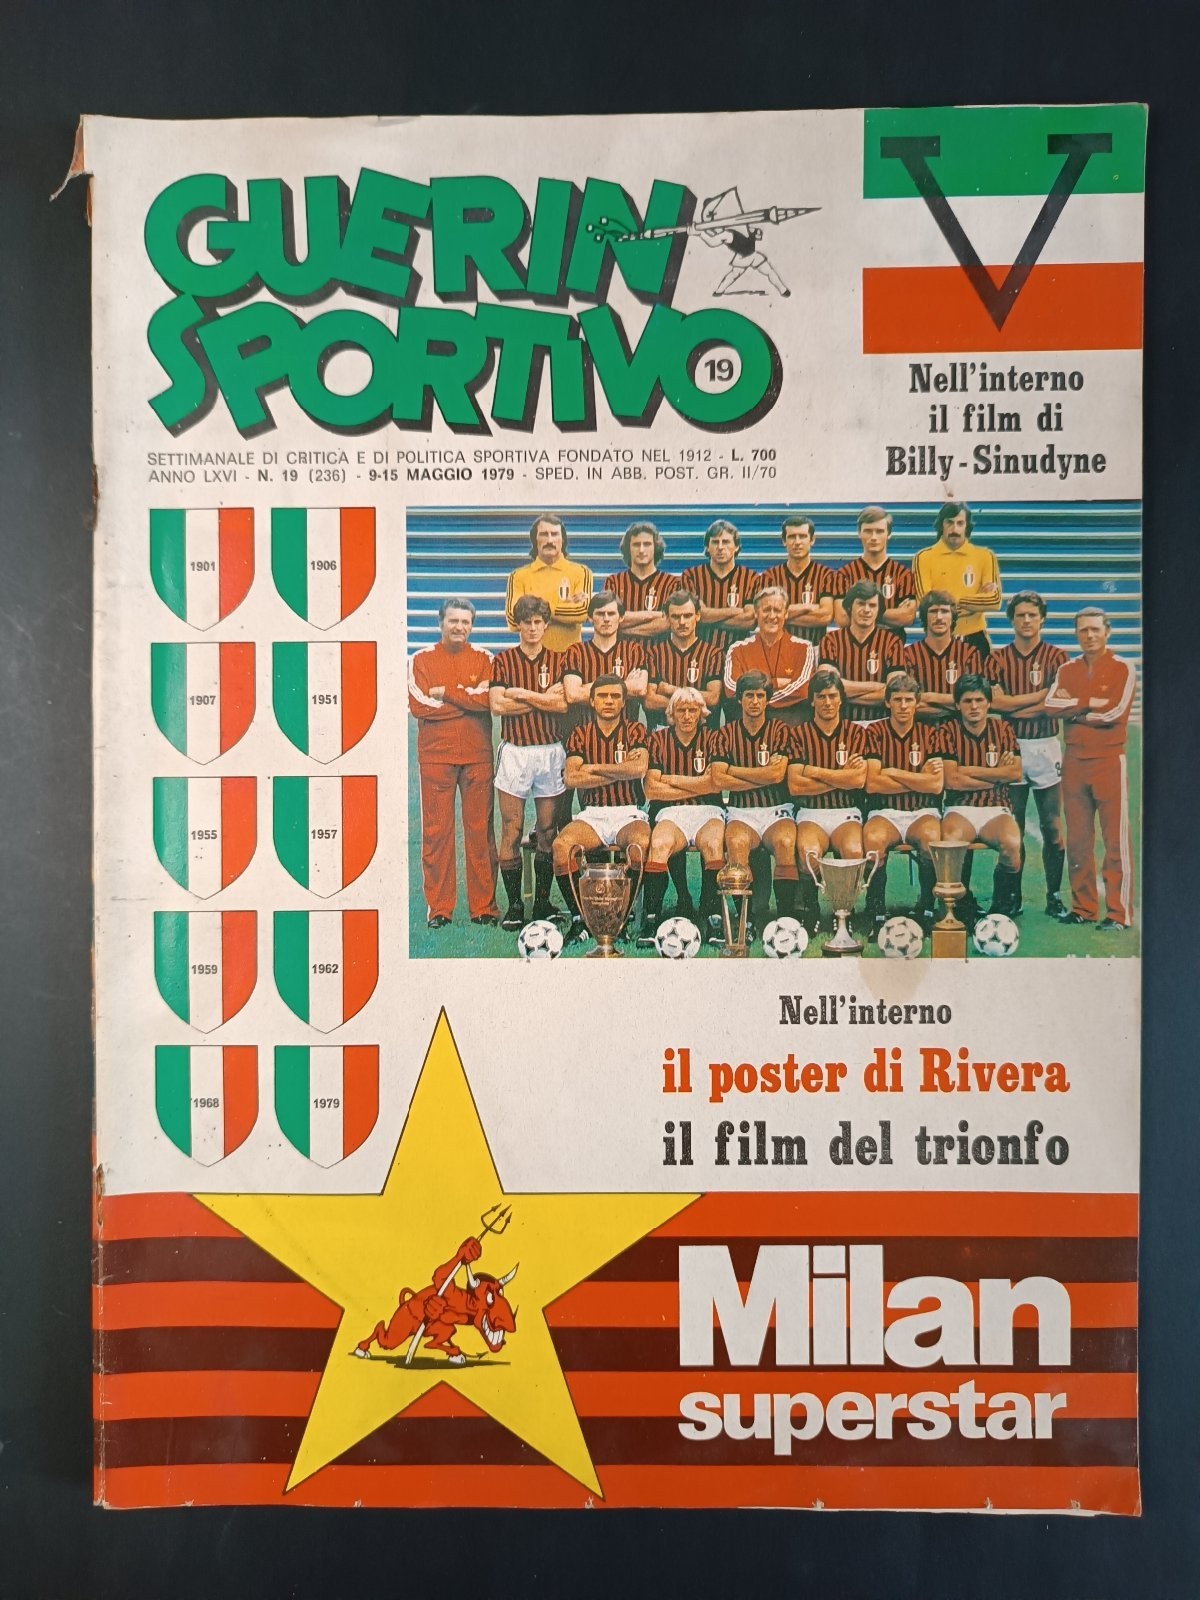 GUERIN
SPORTIVO
19
SETTIMANALE DI CRITICA E DI POLITICA SPORTIVA FONDATO NEL 1912 - L. 700
ANNO LXVI - N. 19 (236) - 9-15 MAGGIO 1979 - SPED. IN ABB. POST. GR. II/70
V
Nell'interno
il film di
Billy-Sinudyne
1901
1906
1907
1951
1955
1957
1959
1962
1968
1979
Nell'interno
il poster di Rivera
il film del trionfo
Milan
superstar